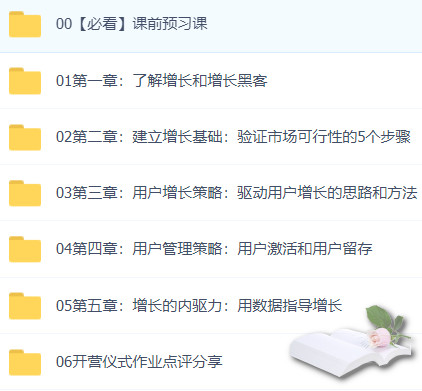 00【必看】课前预习课
01第一章：了解增长和增长黑客
02第二章：建立增长基础：验证市场可行性的5个步骤
03第三章：用户增长策略：驱动用户增长的思路和方法
04第四章：用户管理策略：用户激活和用户留存
05第五章：增长的内驱力：用数据指导增长
06开营仪式作业点评分享